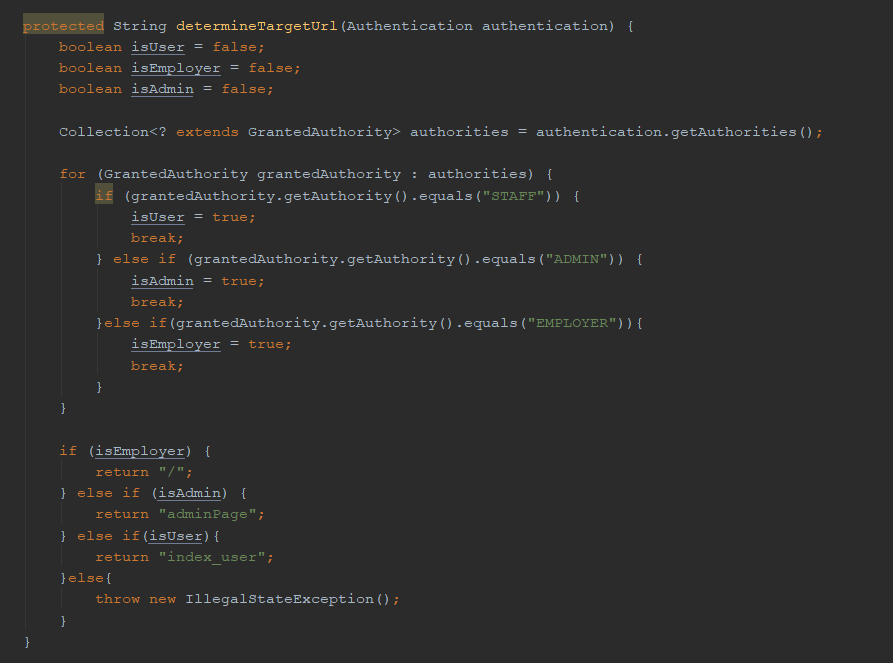 protected String determineTargetUrl(Authentication authentication) {
    boolean isUser = false;
    boolean isEmployer = false;
    boolean isAdmin = false;

    Collection<? extends GrantedAuthority> authorities = authentication.getAuthorities();

    for (GrantedAuthority grantedAuthority : authorities) {
        if (grantedAuthority.getAuthority().equals("STAFF")) {
            isUser = true;
            break;
        } else if (grantedAuthority.getAuthority().equals("ADMIN")) {
            isAdmin = true;
            break;
        }else if(grantedAuthority.getAuthority().equals("EMPLOYER")){
            isEmployer = true;
            break;
        }
    }

    if (isEmployer) {
        return "/";
    } else if (isAdmin) {
        return "adminPage";
    } else if(isUser){
        return "index_user";
    }else{
        throw new IllegalStateException();
    }
}